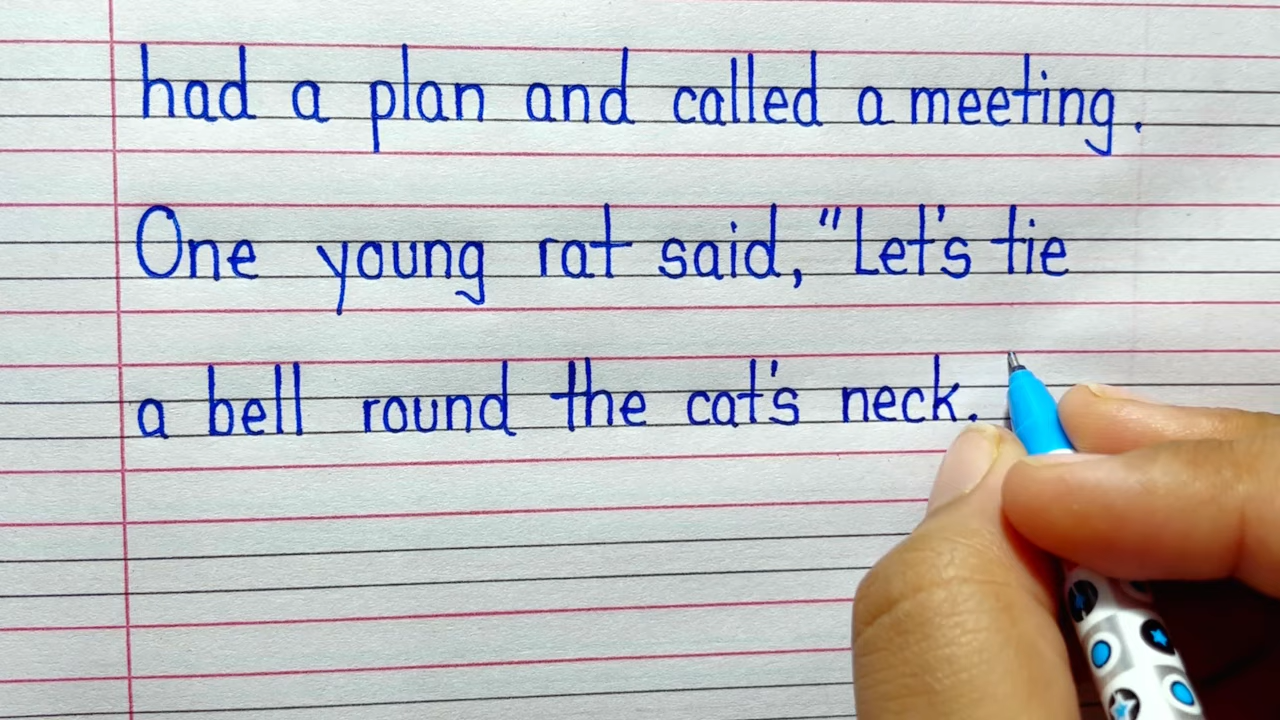 had a plan and called a meeting.
One young rat said, "Let's tie
a bell round the cat's neck.